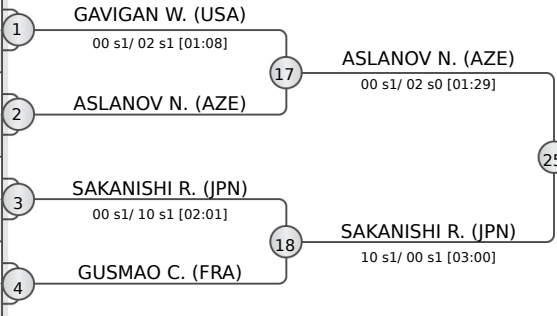 GAVIGAN W. (USA)
1
00 s1/ 02 s1 [01:08]
ASLANOV N. (AZE)
17
00 s1/ 02 s0 [01:29]
ASLANOV N. (AZE)
2
25
SAKANISHI R. (JPN)
3
00 s1/ 10 s1 [02:01]
SAKANISHI R. (JPN)
18
10 s1/ 00 s1 [03:00]
GUSMAO C. (FRA)
4